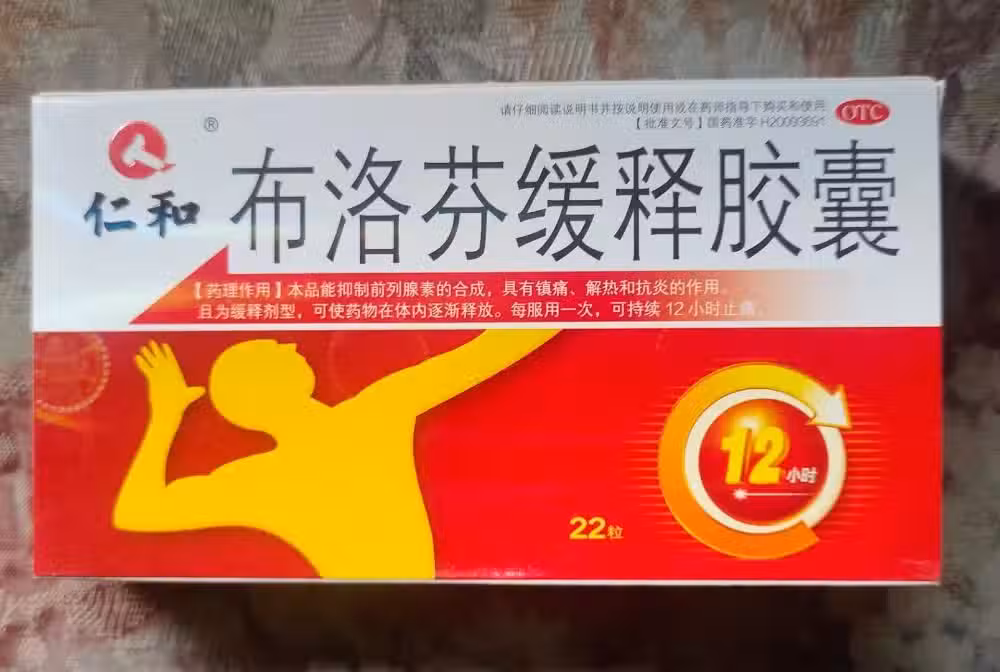 请仔细阅读说明书并按说明使用或在药师指导下购买和使用
【批准文号】国药准字H20093691
OTC
®
仁和
布洛芬缓释胶囊
【药理作用】本品能抑制前列腺素的合成，具有镇痛、解热和抗炎的作用。
且为缓释剂型，可使药物在体内逐渐释放。每服用一次，可持续12小时止痛。
12小时
22粒